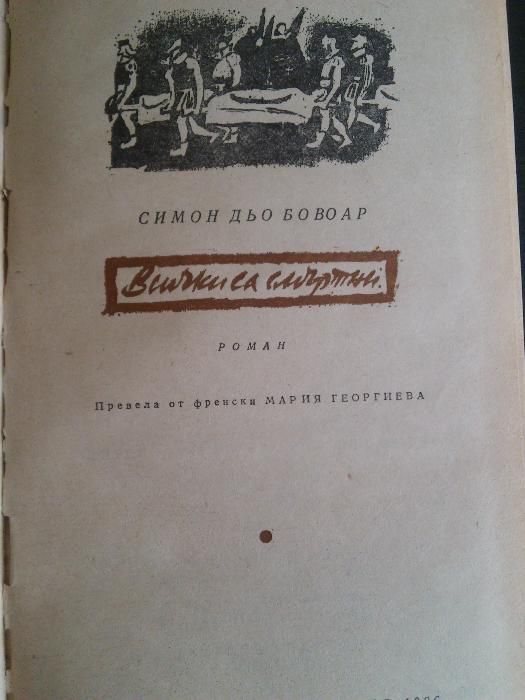 СИМОН ДЬО БОВОАР
Всички са смъртни
РОМАН
Превела от френски МАРИЯ ГЕОРГИЕВА